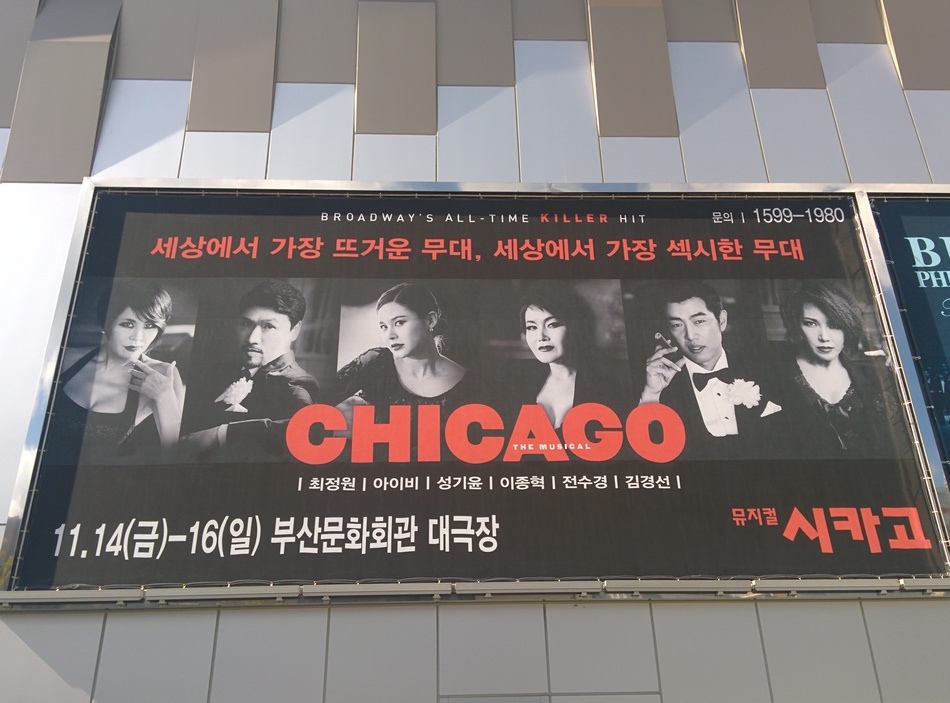 BROADWAY'S ALL-TIME KILLER HIT
문의 | 1599-1980
세상에서 가장 뜨거운 무대, 세상에서 가장 섹시한 무대
CHICAGO
THE MUSICAL
| 최정원 | 아이비 | 성기윤 | 이종혁 | 전수경 | 김경선 |
11.14(금)-16(일) 부산문화회관 대극장
뮤지컬 시카고